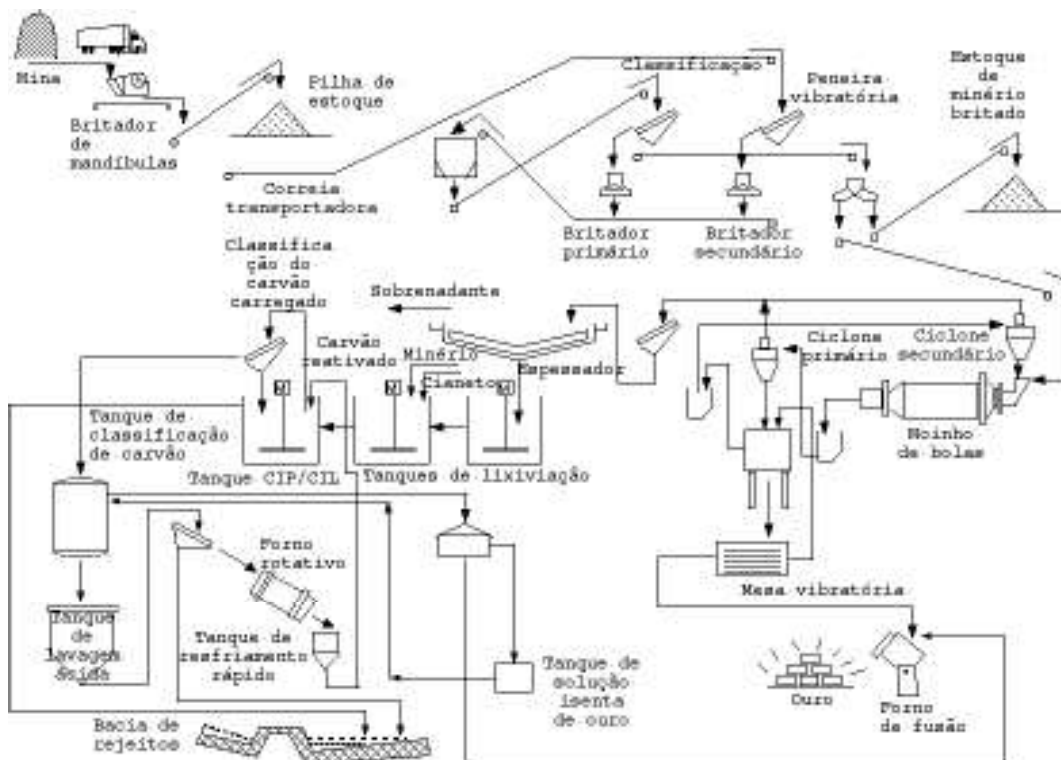 Mina
Britador
de
mandíbulas
Pilha de
estoque
Correia
transportadora
Classificação
Peneira
vibratória
Estoque
de
minério
britado
Britador
primário
Britador
secundário
Classifica
ção do
carvão
carregado
Sobrenadante
Carvão
reativado
Minério
Cianeto
Espessador
Ciclone
primário
Ciclone
secundário
Moinho
de bolas
Tanque de
classificação
de carvão
Tanque CIP/CIL
Tanques de lixiviação
Forno
rotativo
Mesa vibratória
Tanque
de
lavagem
ácida
Tanque de
resfriamento
rápido
Tanque de
solução
isenta
de ouro
Ouro
Forno
de fusão
Bacia de
rejeitos